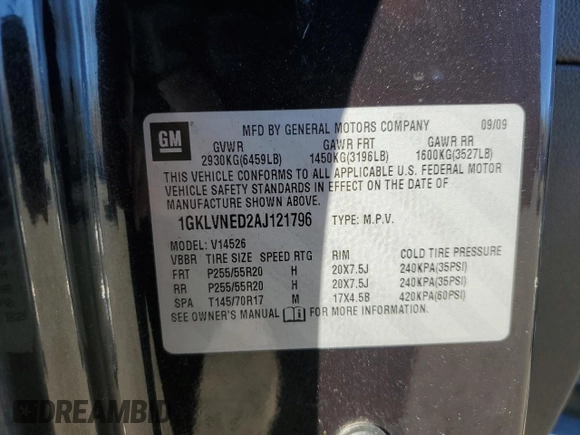 GM
MFD BY GENERAL MOTORS COMPANY 09/09
GVWR GAWR FRT GAWR RR
2930KG(6459LB) 1450KG(3196LB) 1600KG(3527LB)
THIS VEHICLE CONFORMS TO ALL APPLICABLE U.S. FEDERAL MOTOR
VEHICLE SAFETY STANDARDS IN EFFECT ON THE DATE OF
MANUFACTURE SHOWN ABOVE.
1GKLVNED2AJ121796 TYPE: M.P.V.
MODEL: V14526
VBBR TIRE SIZE SPEED RTG RIM COLD TIRE PRESSURE
FRT P255/55R20 H 20X7.5J 240KPA(35PSI)
RR P255/55R20 H 20X7.5J 240KPA(35PSI)
SPA T145/70R17 M 17X4.5B 420KPA(60PSI)
SEE OWNER'S MANUAL FOR MORE INFORMATION.
DREAMBID